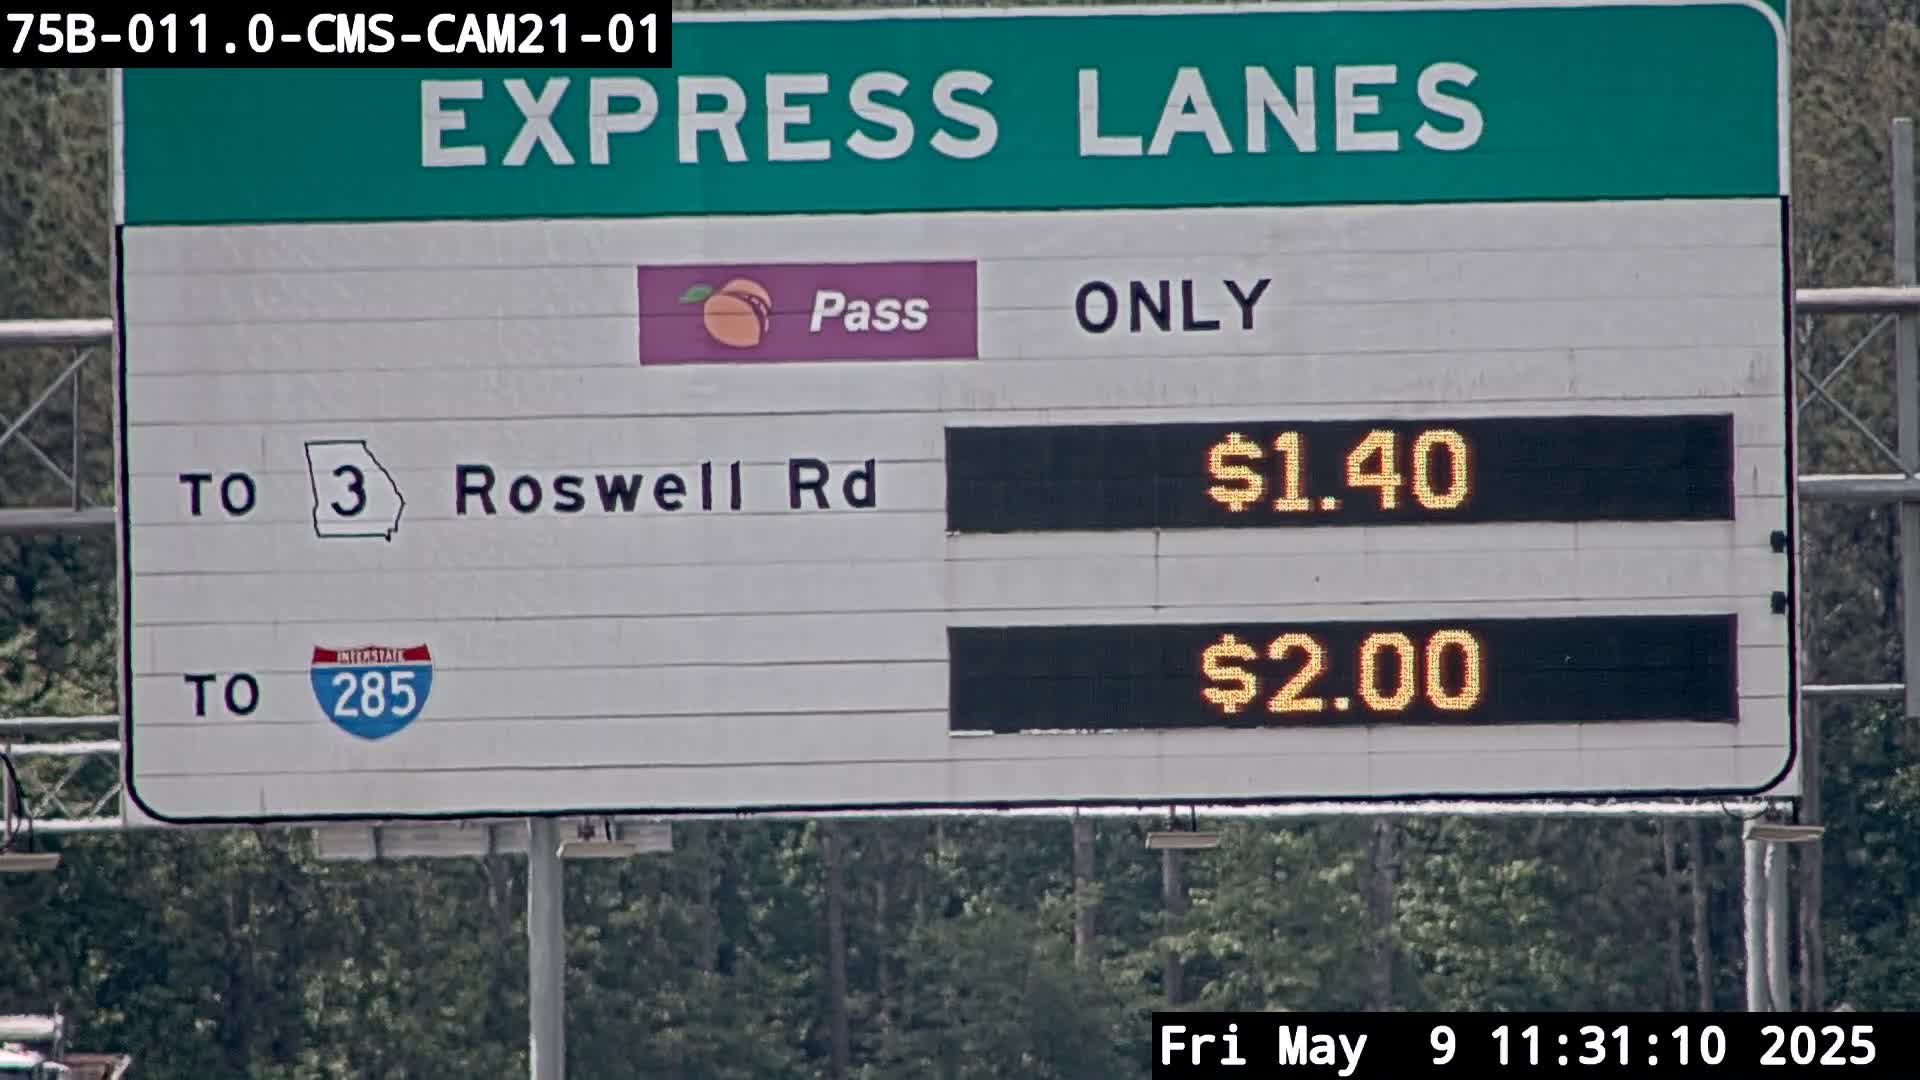 75B-011.0-CMS-CAM21-01
EXPRESS LANES
Pass ONLY
TO 3 Roswell Rd $1.40
TO INTERSTATE 285 $2.00
Fri May 9 11:31:10 2025